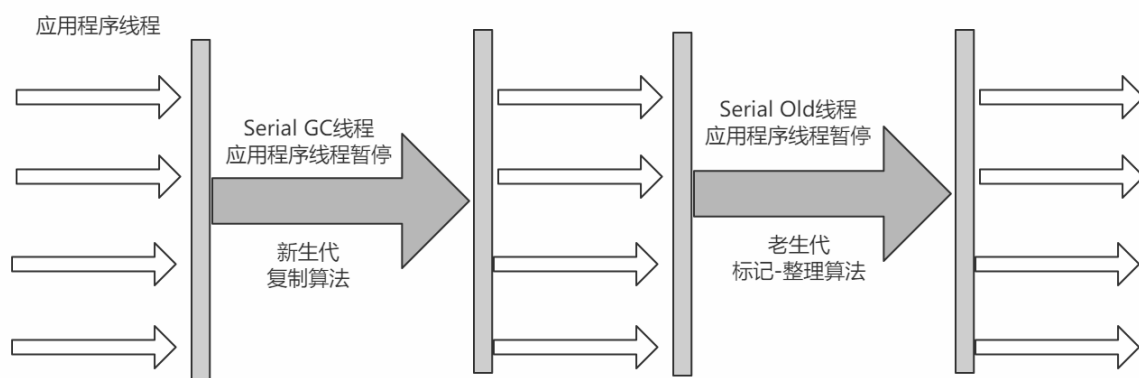 应用程序线程
Serial GC线程
应用程序线程暂停
新生代
复制算法
Serial Old线程
应用程序线程暂停
老生代
标记-整理算法